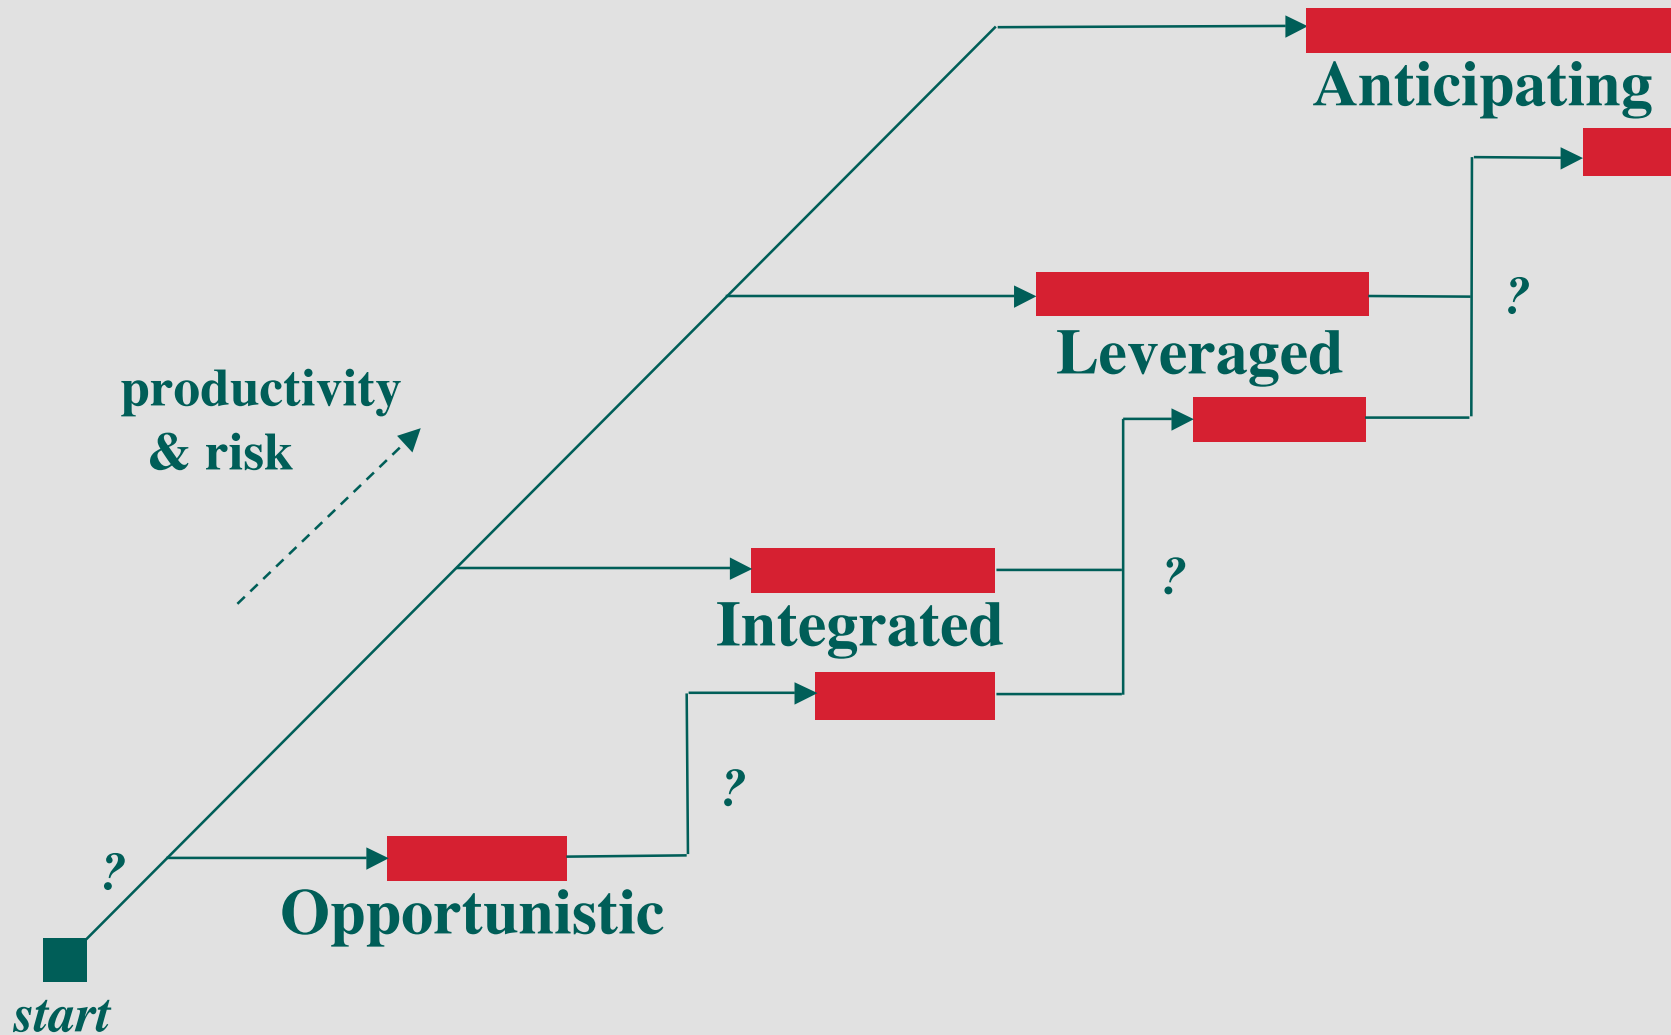 Anticipating
?
Leveraged
productivity
& risk
?
Integrated
?
?
Opportunistic
start